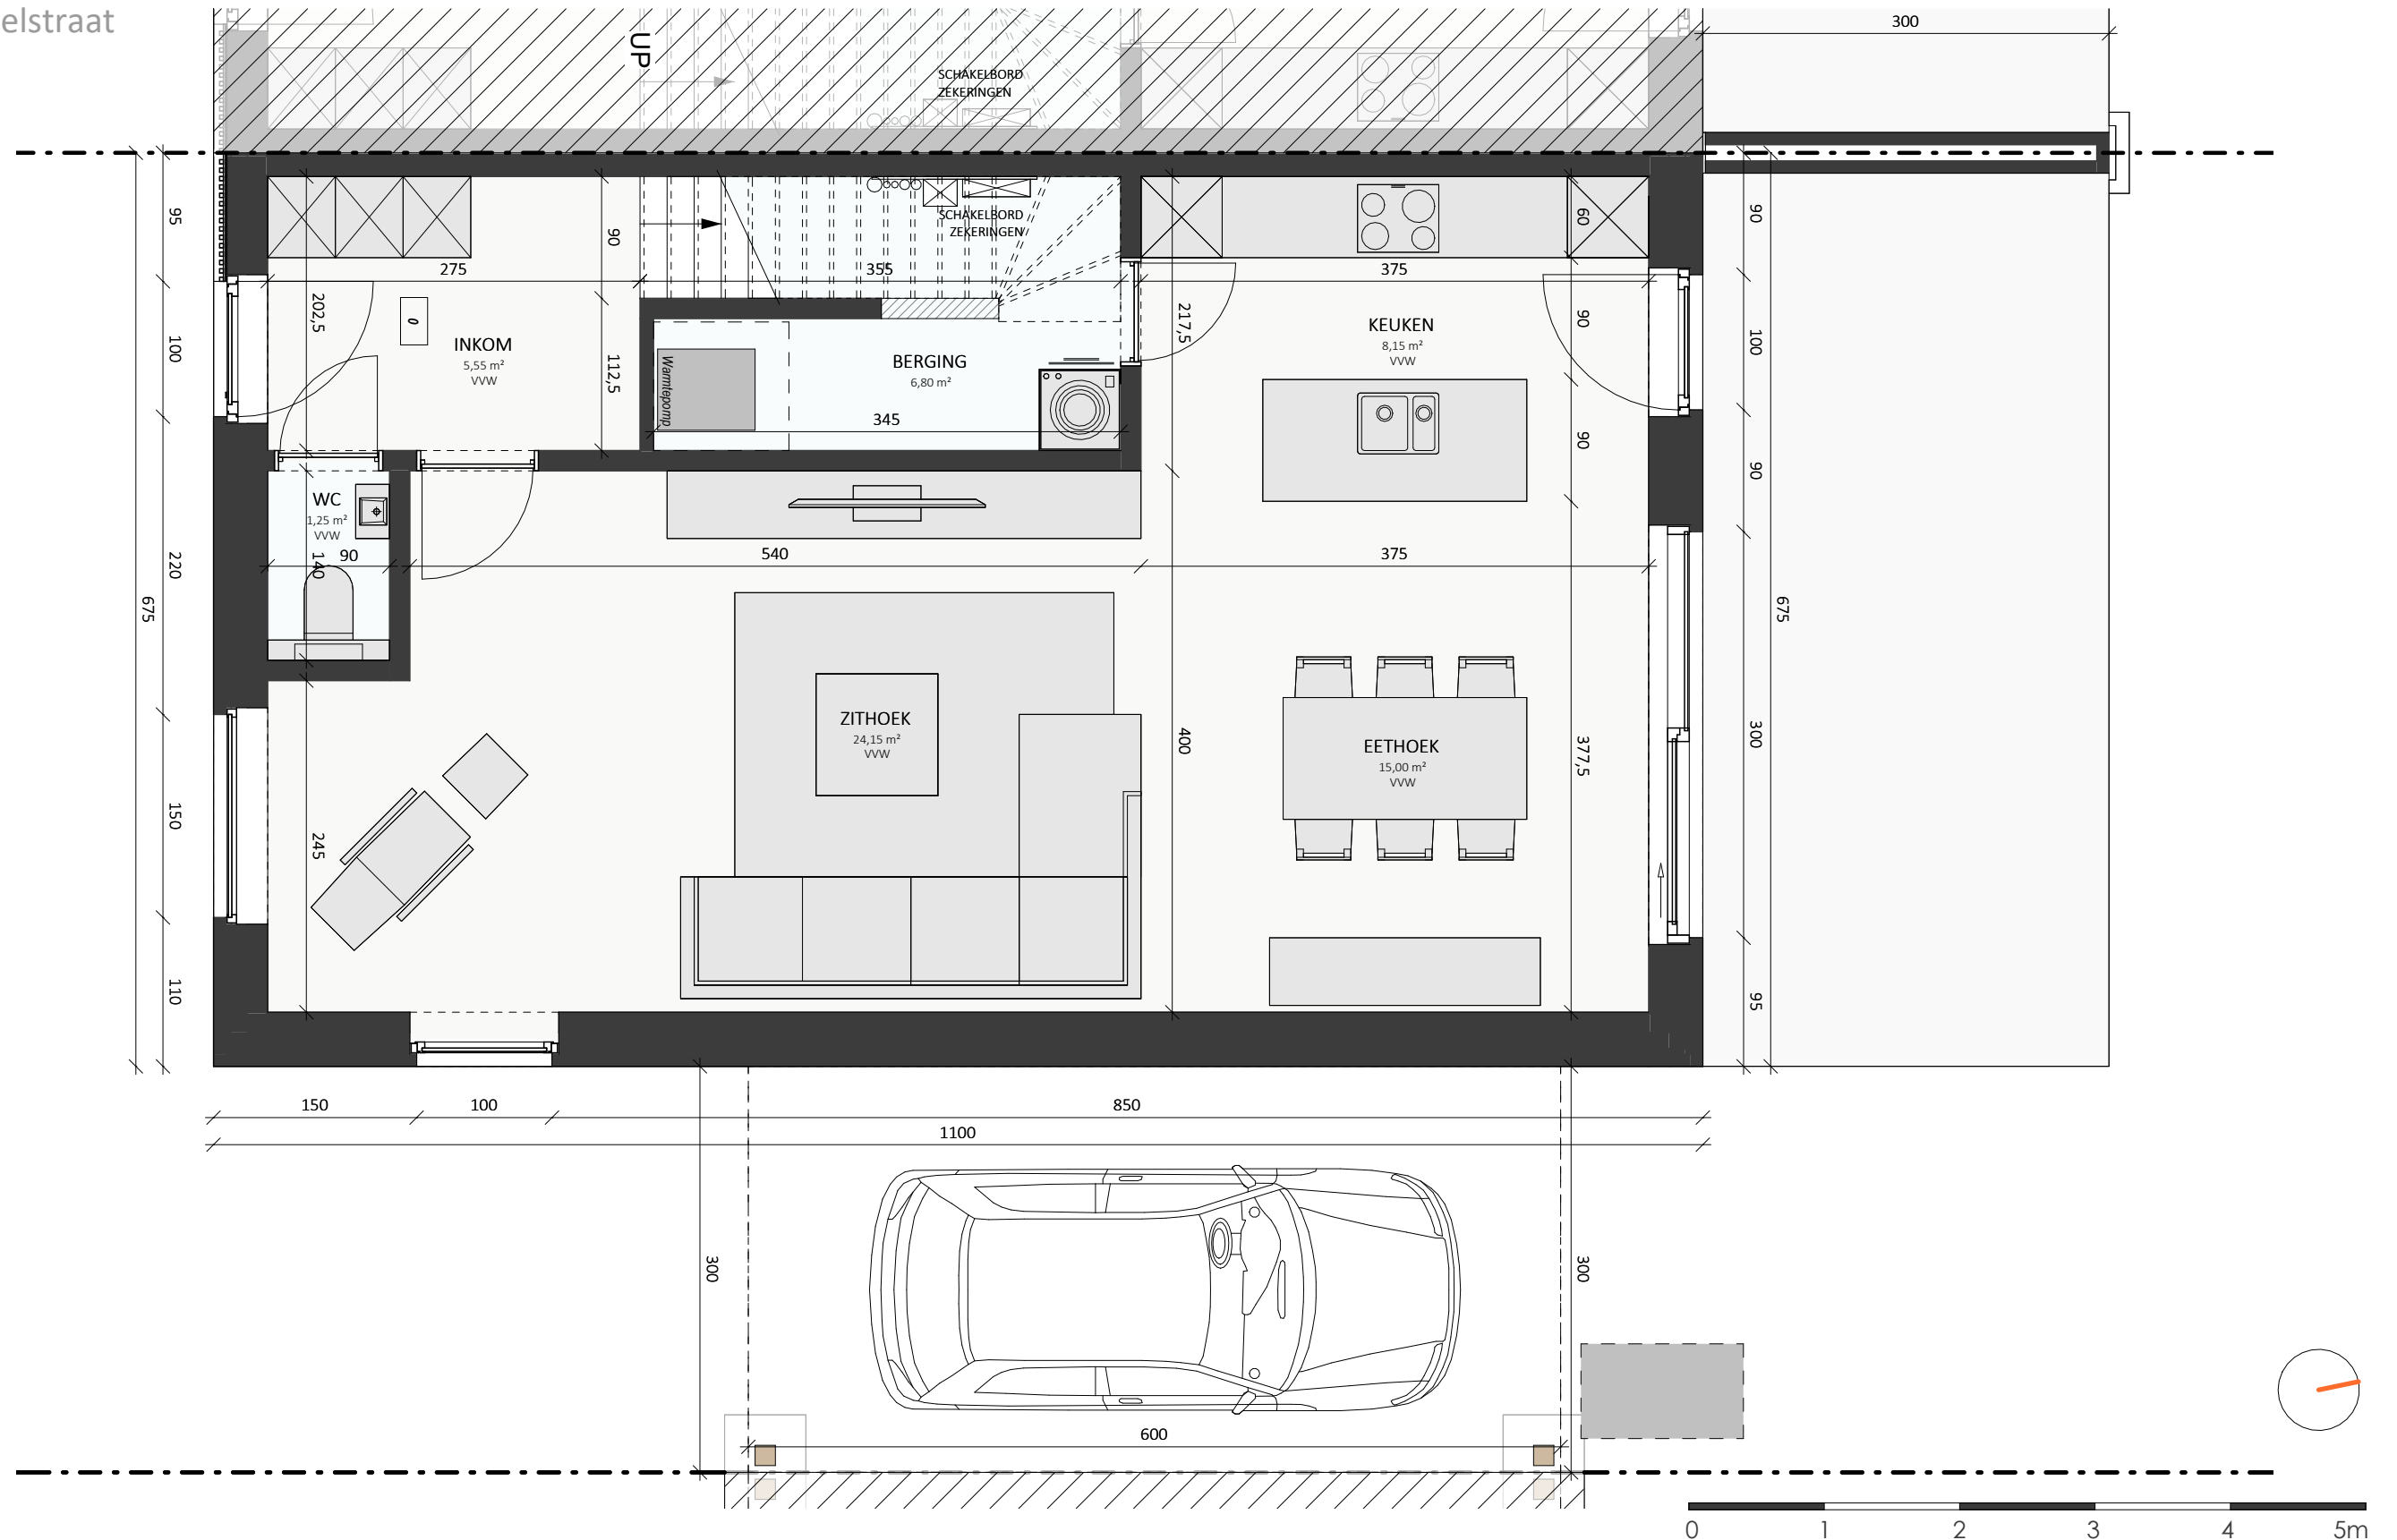 elstraat
300
UP
SCHAKELBORD
ZEKERINGEN
SCHAKELBORD
ZEKERINGEN
95
90
60
90
275
355
375
202,5
0
INKOM
5,55 m²
VVW
112,5
100
Warmtepomp
BERGING
6,80 m²
345
217,5
KEUKEN
8,15 m²
VVW
90
100
90
90
WC
1,25 m²
VVW
140
90
540
375
220
675
675
ZITHOEK
24,15 m²
VVW
400
EETHOEK
15,00 m²
VVW
377,5
300
150
245
110
95
150
100
850
1100
300
300
600
0
1
2
3
4
5m